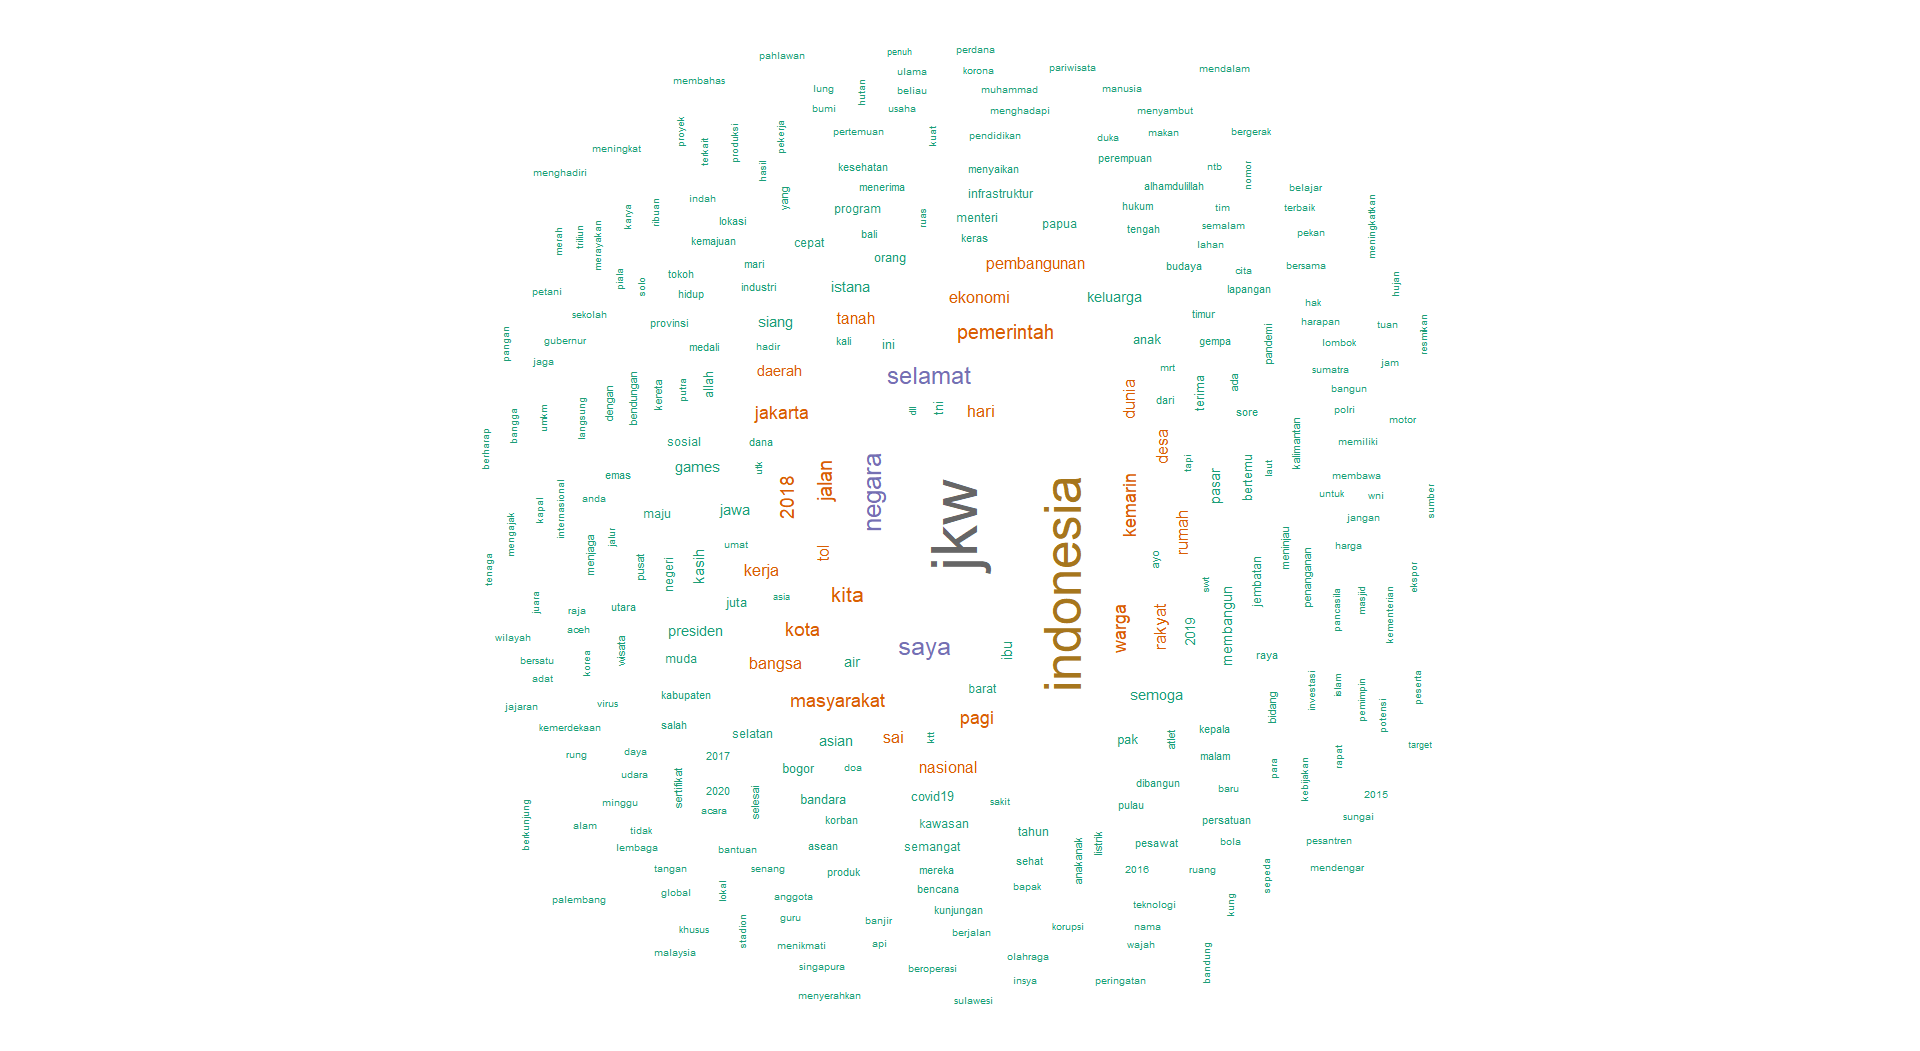 pahlawan
penuh
perdana
membahas
lung
hutan
ulama
beliau
korona
pariwisata
mendalam
muhammad
manusia
bumi
usaha
menghadapi
menyambut
proyek
terkait
produksi
pekerja
pertemuan
kuat
pendidikan
duka
makan
bergerak
meningkat
menghadiri
hasil
kesehatan
menyaikan
perempuan
ntb
nomor
indah
yang
menerima
infrastruktur
alhamdulillah
belajar
karya
ribuan
lokasi
program
ruas
menteri
papua
hukum
tim
terbaik
meningkatkan
merah
triliun
merayakan
kemajuan
cepat
bali
keras
tengah
semalam
pekan
lahan
orang
mari
pembangunan
budaya
cita
bersama
piala
solo
tokoh
industri
istana
ekonomi
keluarga
lapangan
hujan
petani
hidup
hak
sekolah
provinsi
siang
tanah
pemerintah
timur
harapan
tuan
resmikan
pangan
gubernur
medali
hadir
kali
ini
anak
gempa
pandemi
lombok
jaga
daerah
selamat
mrt
sumatra
jam
dengan
bendungan
kereta
putra
allah
dunia
terima
ada
bangun
berharap
bangga
umkm
langsung
jakarta
dll
tni
hari
dari
sore
polri
motor
sosial
dana
desa
kalimantan
memiliki
emas
games
utk
jalan
negara
tapi
pasar
bertemu
laut
membawa
mengajak
kapal
internasional
anda
2018
jkw
indonesia
kemarin
untuk
wni
sumber
maju
jawa
rumah
jangan
tenaga
menjaga
jalur
pusat
negeri
kasih
umat
tol
ayo
meninjau
harga
kerja
jembatan
penanganan
juara
raja
utara
juta
asia
kita
swt
membangun
pancasila
masjid
kementerian
ekspor
wilayah
aceh
wisata
presiden
kota
saya
ibu
warga
rakyat
2019
bersatu
korea
muda
bangsa
air
raya
adat
kabupaten
masyarakat
barat
semoga
bidang
investasi
islam
pemimpin
potensi
peserta
jajaran
virus
kemerdekaan
salah
selatan
asian
sai
ktt
pagi
pak
atlet
kepala
target
rung
daya
2017
bogor
doa
nasional
malam
para
kebijakan
rapat
udara
sertifikat
2020
selesai
dibangun
baru
2015
berkunjung
minggu
acara
bandara
covid19
sakit
pulau
sungai
alam
tidak
korban
kawasan
tahun
persatuan
lembaga
bantuan
asean
semangat
anakanak
listrik
pesawat
bola
pesantren
tangan
senang
produk
mereka
sehat
2016
ruang
sepeda
mendengar
palembang
global
lokal
anggota
bencana
bapak
teknologi
kung
khusus
stadion
guru
banjir
kunjungan
korupsi
nama
malaysia
menikmati
api
berjalan
wajah
bandung
singapura
beroperasi
olahraga
insya
peringatan
menyerahkan
sulawesi